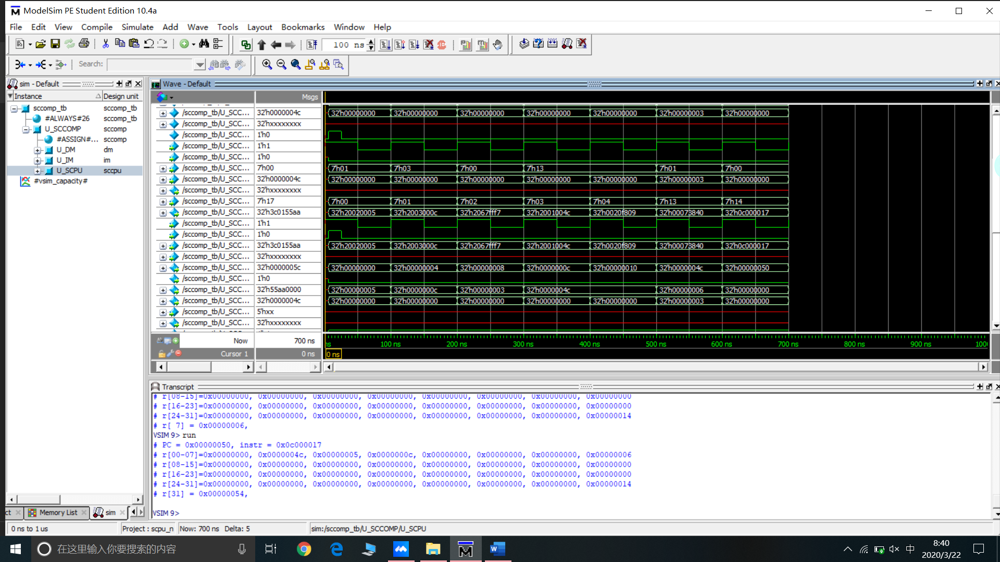 ModelSim PE Student Edition 10.4a
File Edit View Compile Simulate Add Wave Tools Layout Bookmarks Window Help
100 ns
Search:
sim - Default
Wave - Default
Instance Design unit
Msgs
sccomp_tb sccomp_tb
#ALWAYS#26 sccomp_tb
U_SCCOMP sccomp
#ASSIGN#... sccomp
U_DM dm
U_IM im
U_SCPU sccpu
#vsim_capacity#
/sccomp_tb/U_SCC... 32'h0000004c 32'h00000000 32'h00000000 32'h00000000 32'h00000000 32'h00000000 32'h00000003 32'h00000000
/sccomp_tb/U_SCC... 32'hxxxxxxxx
/sccomp_tb/U_SCC... 1'h0
/sccomp_tb/U_SCC... 1'h1
/sccomp_tb/U_SCC... 1'h0
/sccomp_tb/U_SCC... 7'h00 7'h01 7'h03 7'h00 7'h13 7'h01 7'h00
/sccomp_tb/U_SCC... 32'h0000004c 32'h00000000 32'h00000000 32'h00000000 32'h00000000 32'h00000000 32'h00000003 32'h00000000
/sccomp_tb/U_SCC... 32'hxxxxxxxx
/sccomp_tb/U_SCC... 7'h17 7'h00 7'h01 7'h02 7'h03 7'h04 7'h13 7'h14
/sccomp_tb/U_SCC... 32'h3c0155aa 32'h20020005 32'h2003000c 32'h2067fff7 32'h2001004c 32'h0020f809 32'h00073840 32'h0c000017
/sccomp_tb/U_SCC... 1'h1
/sccomp_tb/U_SCC... 1'h0
/sccomp_tb/U_SCC... 32'h3c0155aa 32'h20020005 32'h2003000c 32'h2067fff7 32'h2001004c 32'h0020f809 32'h00073840 32'h0c000017
/sccomp_tb/U_SCC... 32'hxxxxxxxx
/sccomp_tb/U_SCC... 32'h0000005c 32'h00000000 32'h00000004 32'h00000008 32'h0000000c 32'h00000010 32'h0000004c 32'h00000050
/sccomp_tb/U_SCC... 1'h0
/sccomp_tb/U_SCC... 32'h55aa0000 32'h00000005 32'h0000000c 32'h00000003 32'h0000004c 32'h00000006 32'h00000000
/sccomp_tb/U_SCC... 32'h0000004c 32'h00000000 32'h00000000 32'h00000000 32'h00000000 32'h00000000 32'h00000003 32'h00000000
/sccomp_tb/U_SCC... 5'hxx
/sccomp_tb/U_SCC... 32'hxxxxxxxx
Now 700 ns 100 ns 200 ns 300 ns 400 ns 500 ns 600 ns 700 ns 800 ns 900 ns
Cursor 1 0 ns 0 ns
Transcript
# r[08-15]=0x00000000, 0x00000000, 0x00000000, 0x00000000, 0x00000000, 0x00000000, 0x00000000, 0x00000000
# r[16-23]=0x00000000, 0x00000000, 0x00000000, 0x00000000, 0x00000000, 0x00000000, 0x00000000, 0x00000000
# r[24-31]=0x00000000, 0x00000000, 0x00000000, 0x00000000, 0x00000000, 0x00000000, 0x00000000, 0x00000014
# r[ 7] = 0x00000006,
VSIM 9> run
# PC = 0x00000050, instr = 0x0c000017
# r[00-07]=0x00000000, 0x0000004c, 0x00000005, 0x0000000c, 0x00000000, 0x00000000, 0x00000000, 0x00000006
# r[08-15]=0x00000000, 0x00000000, 0x00000000, 0x00000000, 0x00000000, 0x00000000, 0x00000000, 0x00000000
# r[16-23]=0x00000000, 0x00000000, 0x00000000, 0x00000000, 0x00000000, 0x00000000, 0x00000000, 0x00000000
# r[24-31]=0x00000000, 0x00000000, 0x00000000, 0x00000000, 0x00000000, 0x00000000, 0x00000000, 0x00000014
# r[31] = 0x00000054,
VSIM 9>
ct Memory List sim
0 ns to 1 us Project : scpu_n Now: 700 ns Delta: 5 sim:/sccomp_tb/U_SCCOMP/U_SCPU
在这里输入你要搜索的内容
中
8:40
2020/3/22